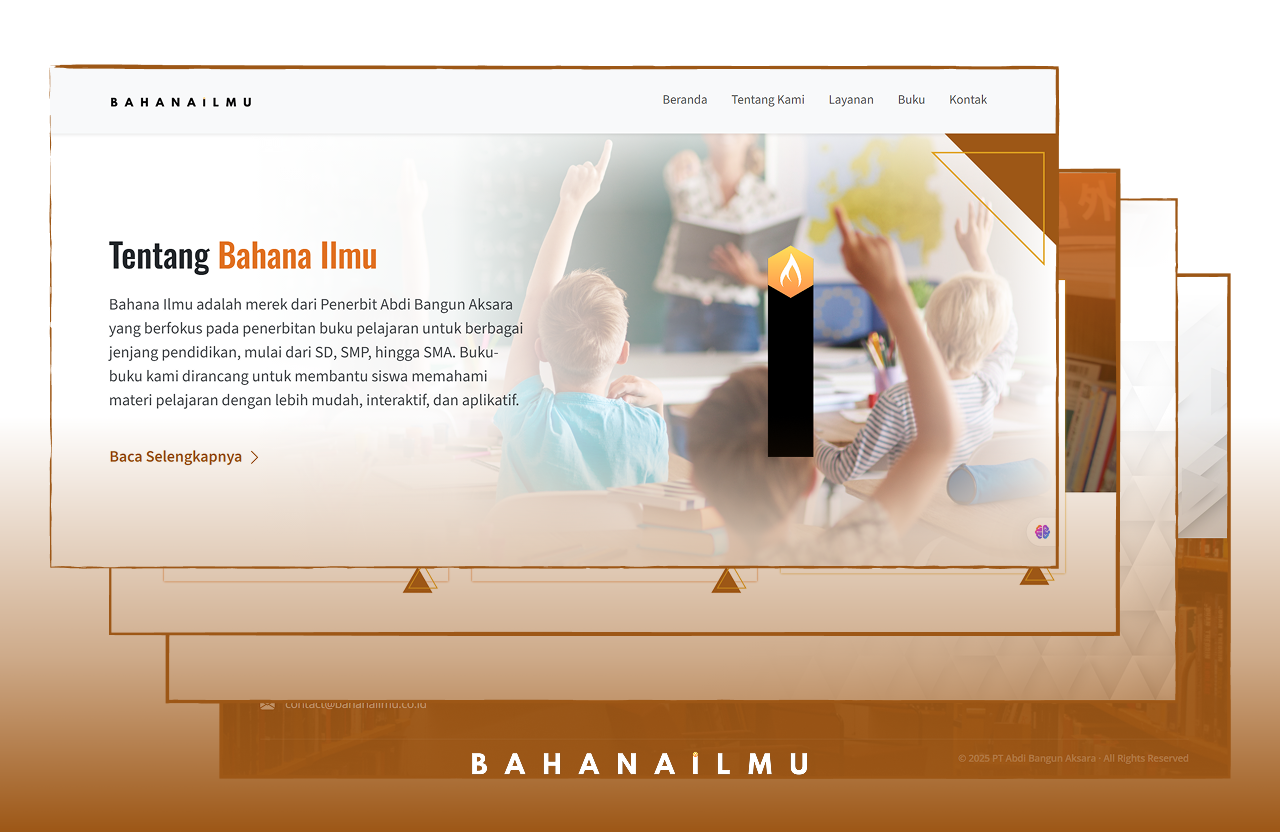 BAHANAILMU
Beranda Tentang Kami Layanan Buku Kontak
外
Tentang Bahana Ilmu
Bahana Ilmu adalah merek dari Penerbit Abdi Bangun Aksara
yang berfokus pada penerbitan buku pelajaran untuk berbagai
jenjang pendidikan, mulai dari SD, SMP, hingga SMA. Buku-
buku kami dirancang untuk membantu siswa memahami
materi pelajaran dengan lebih mudah, interaktif, dan aplikatif.
Baca Selengkapnya
contact@bahanailmu.co.id
BAHANAILMU
© 2025 PT Abdi Bangun Aksara - All Rights Reserved